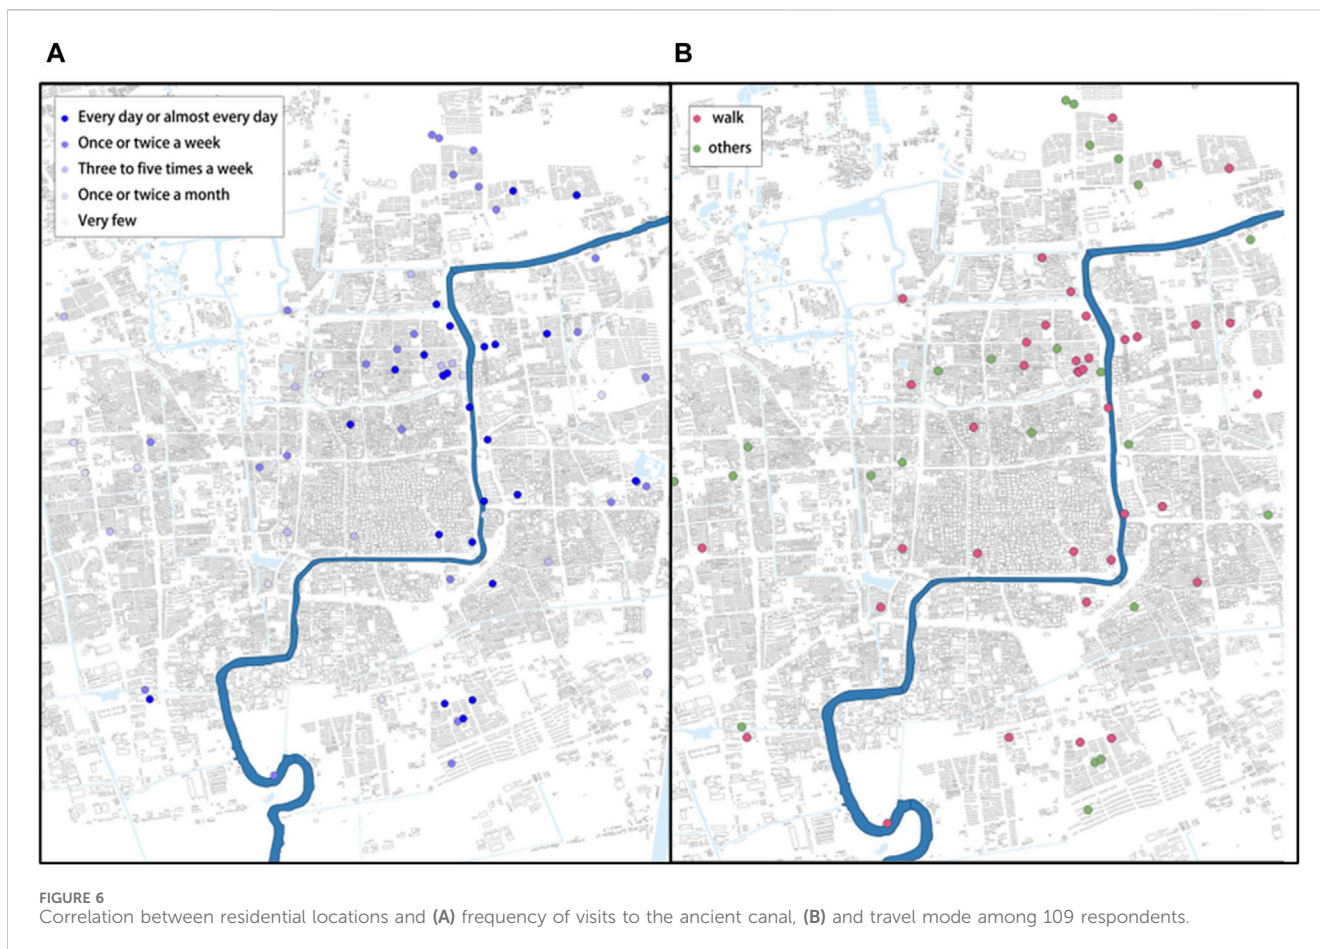 A
B
Every day or almost every day
Once or twice a week
Three to five times a week
Once or twice a month
Very few
walk
others
FIGURE 6
Correlation between residential locations and (A) frequency of visits to the ancient canal, (B) and travel mode among 109 respondents.